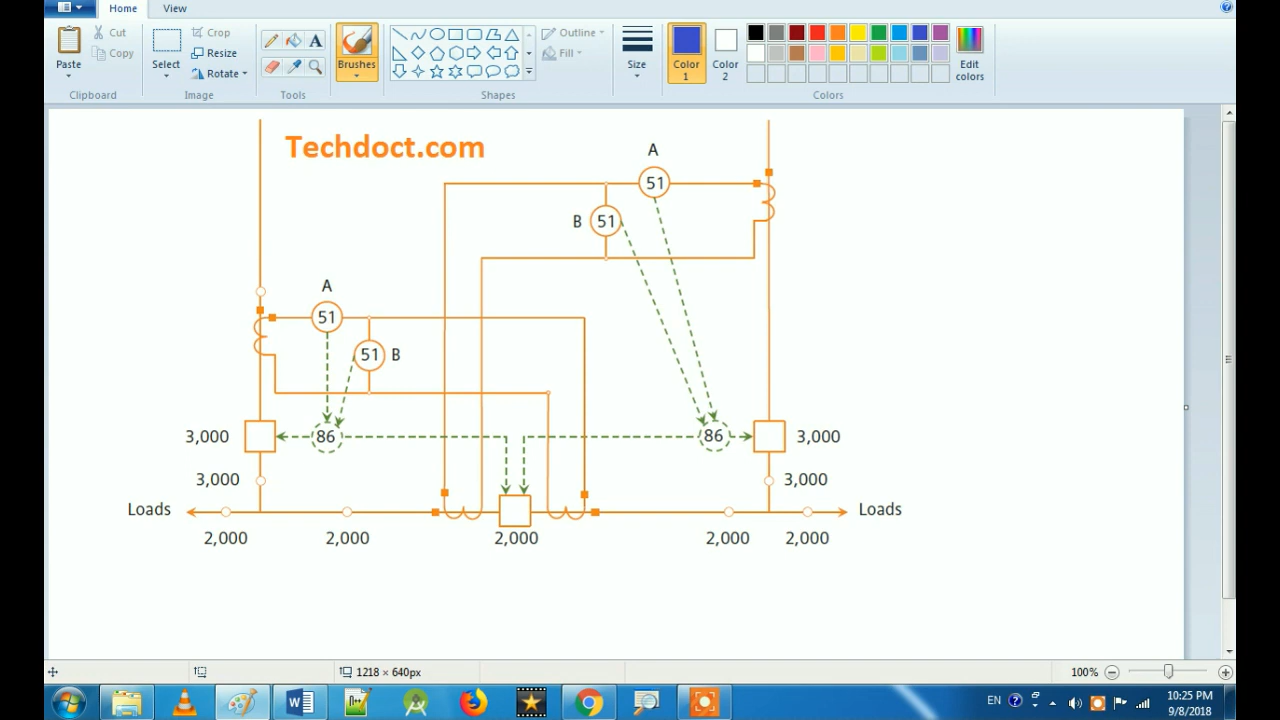 Home View
Cut
Copy
Paste
Clipboard
Crop
Resize
Rotate
Select
Image
A
Tools
Brushes
Outline
Fill
Shapes
Size
Color 1
Color 2
Edit colors
Colors
Techdoct.com
A
51
B 51
A
51
51 B
3,000 86 86 3,000
3,000 3,000
Loads Loads
2,000 2,000 2,000 2,000 2,000
1218 × 640px 100%
EN 10:25 PM
9/8/2018